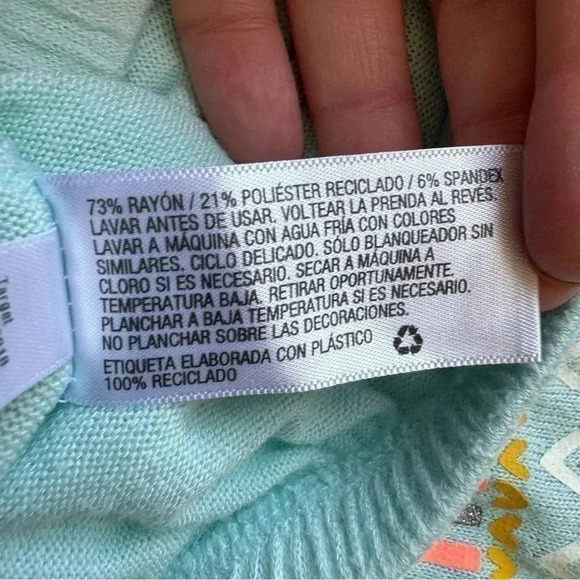 73% RAYÓN / 21% POLIÉSTER RECICLADO / 6% SPANDEX
LAVAR ANTES DE USAR. VOLTEAR LA PRENDA AL REVÉS.
LAVAR A MÁQUINA CON AGUA FRÍA CON COLORES
SIMILARES. CICLO DELICADO. SÓLO BLANQUEADOR SIN
CLORO SI ES NECESARIO. SECAR A MÁQUINA A
TEMPERATURA BAJA. RETIRAR OPORTUNAMENTE.
PLANCHAR A BAJA TEMPERATURA SI ES NECESARIO.
NO PLANCHAR SOBRE LAS DECORACIONES.
ETIQUETA ELABORADA CON PLÁSTICO
100% RECICLADO
Target